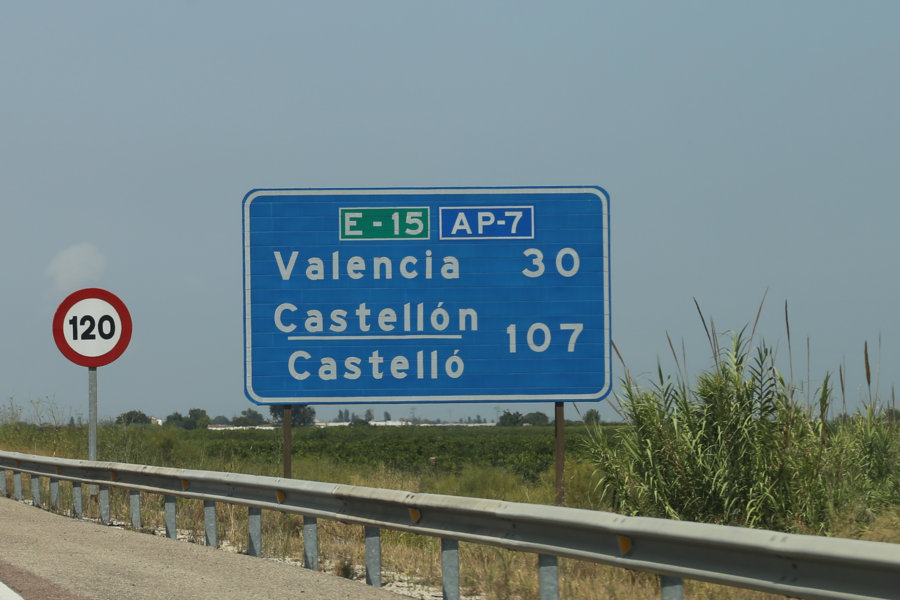 E-15 AP-7
Valencia 30
Castellón
Castelló 107
120